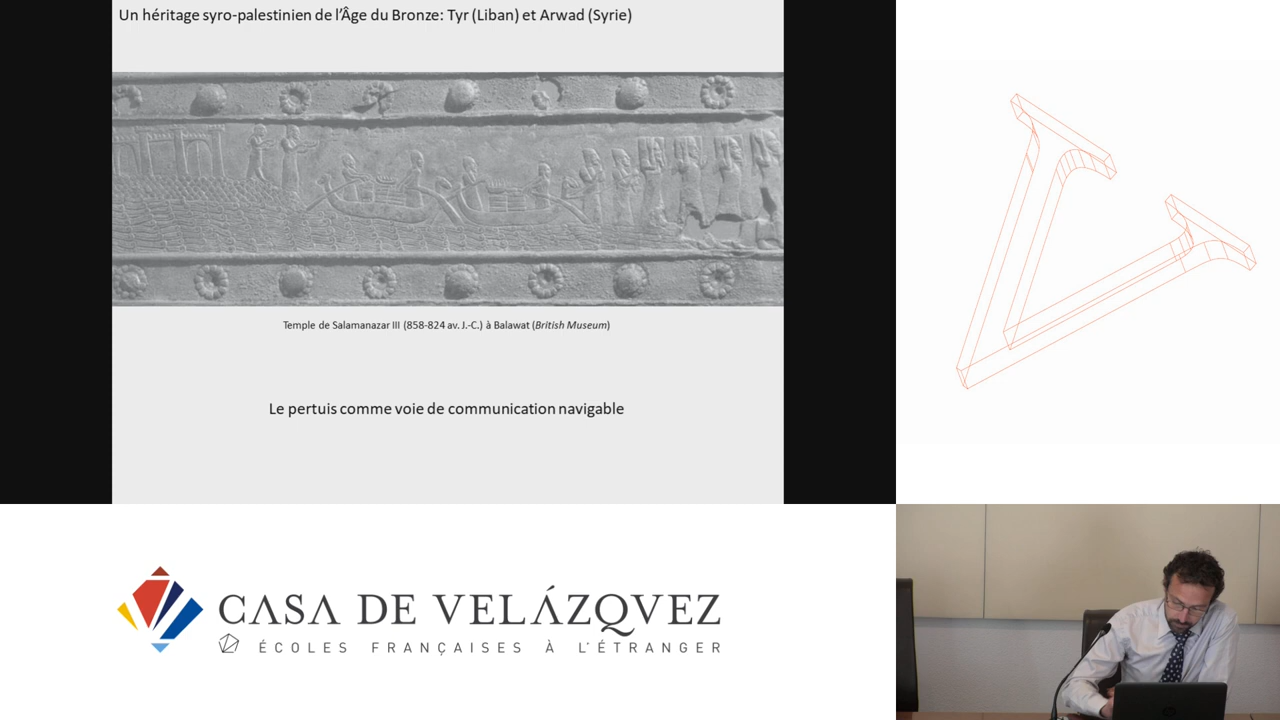 Un héritage syro-palestinien de l'Âge du Bronze: Tyr (Liban) et Arwad (Syrie)
Temple de Salamanazar III (858-824 av. J.-C.) à Balawat (British Museum)
Le pertuis comme voie de communication navigable
CASA DE VELÁZQVEZ
ÉCOLES FRANÇAISES À L'ÉTRANGER